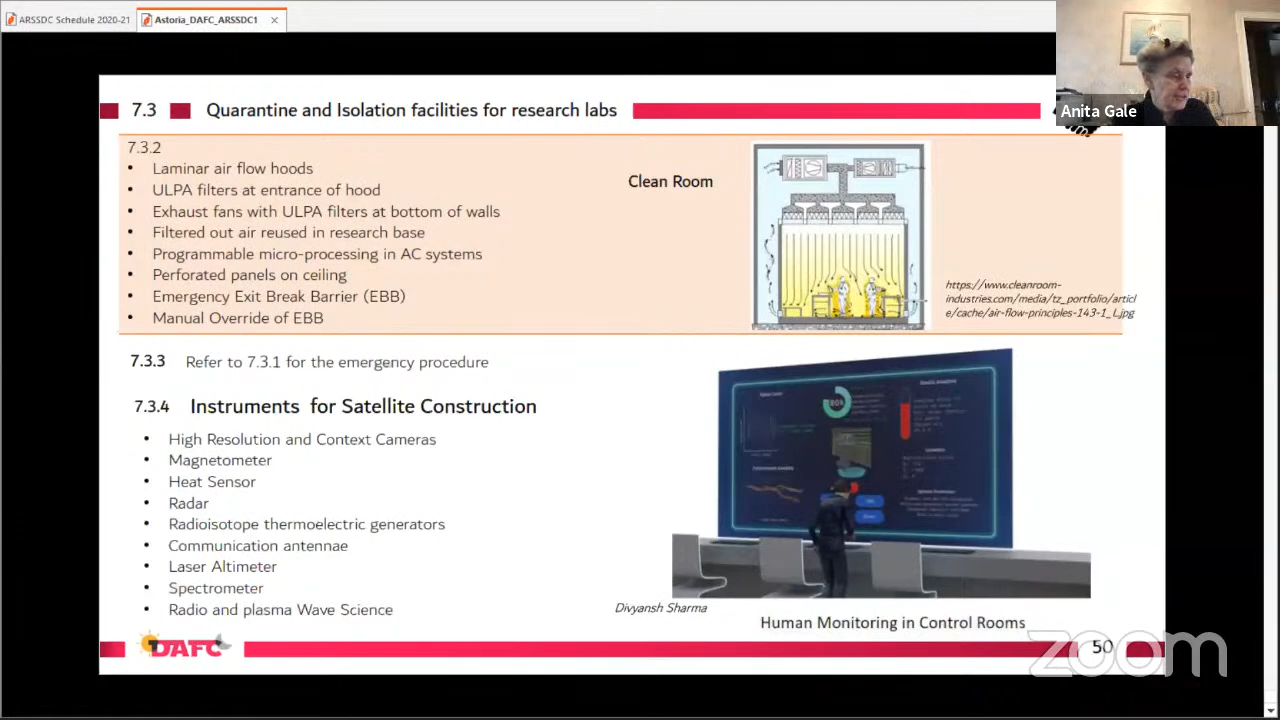 ARSSDC Schedule 2020-21
Astoria_DAFC_ARSSDC1
Anita Gale
7.3 Quarantine and Isolation facilities for research labs
7.3.2
• Laminar air flow hoods
• ULPA filters at entrance of hood
• Exhaust fans with ULPA filters at bottom of walls
• Filtered out air reused in research base
• Programmable micro-processing in AC systems
• Perforated panels on ceiling
• Emergency Exit Break Barrier (EBB)
• Manual Override of EBB
Clean Room
https://www.cleanroom-
industries.com/media/tz_portfolio/articl
e/cache/air-flow-principles-143-1_L.jpg
7.3.3 Refer to 7.3.1 for the emergency procedure
7.3.4 Instruments for Satellite Construction
• High Resolution and Context Cameras
• Magnetometer
• Heat Sensor
• Radar
• Radioisotope thermoelectric generators
• Communication antennae
• Laser Altimeter
• Spectrometer
• Radio and plasma Wave Science
Divyansh Sharma
Human Monitoring in Control Rooms
DAFC
50
zoom